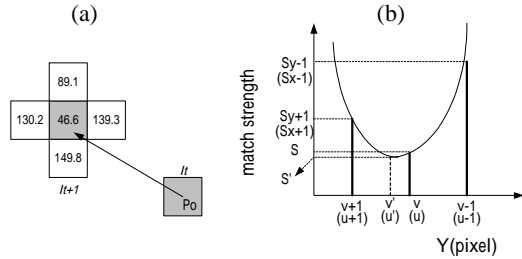 (a)
89.1
130.2 46.6 139.3
149.8
It+1
It
Po
(b)
match strength
Sy-1
(Sx-1)
Sy+1
(Sx+1)
S
S'
v+1 v' v v-1
(u+1) (u') (u) (u-1)
Y(pixel)